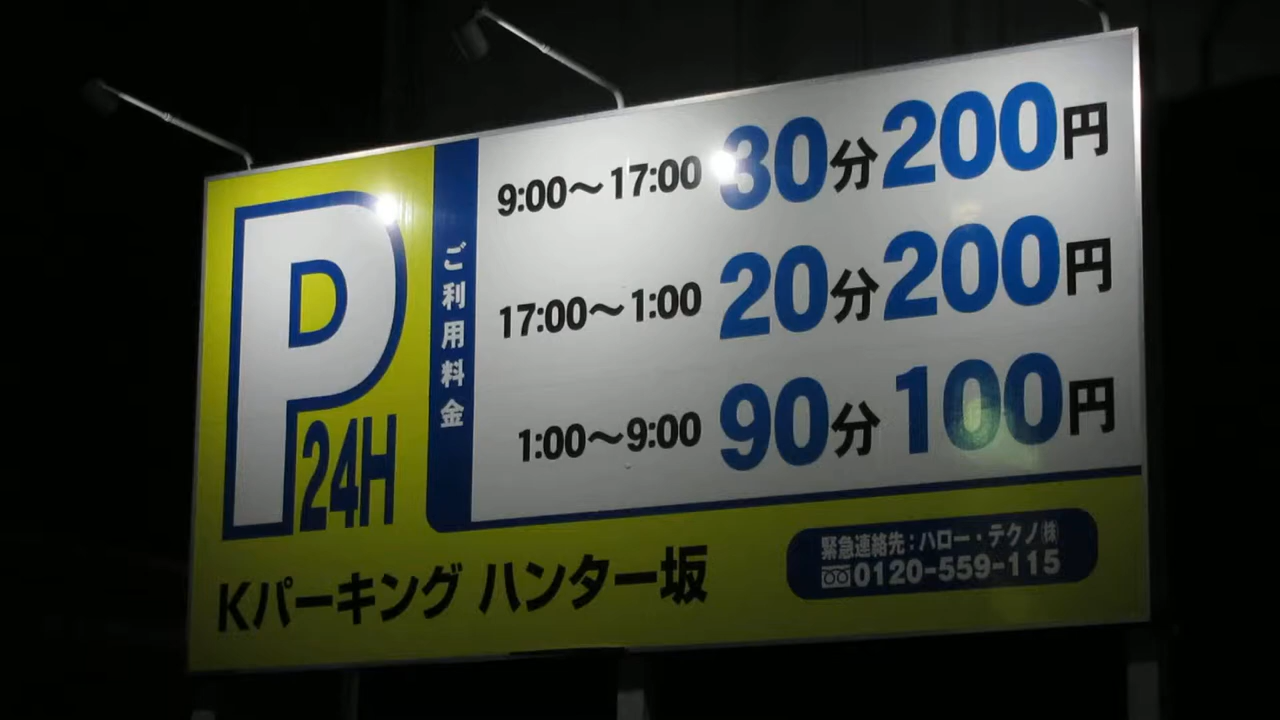 P
24H
ご利用料金
9:00～17:00 30分200円
17:00～1:00 20分200円
1:00～9:00 90分100円
Kパーキング ハンター坂
緊急連絡先：ハロー・テクノ㈱
0120-559-115